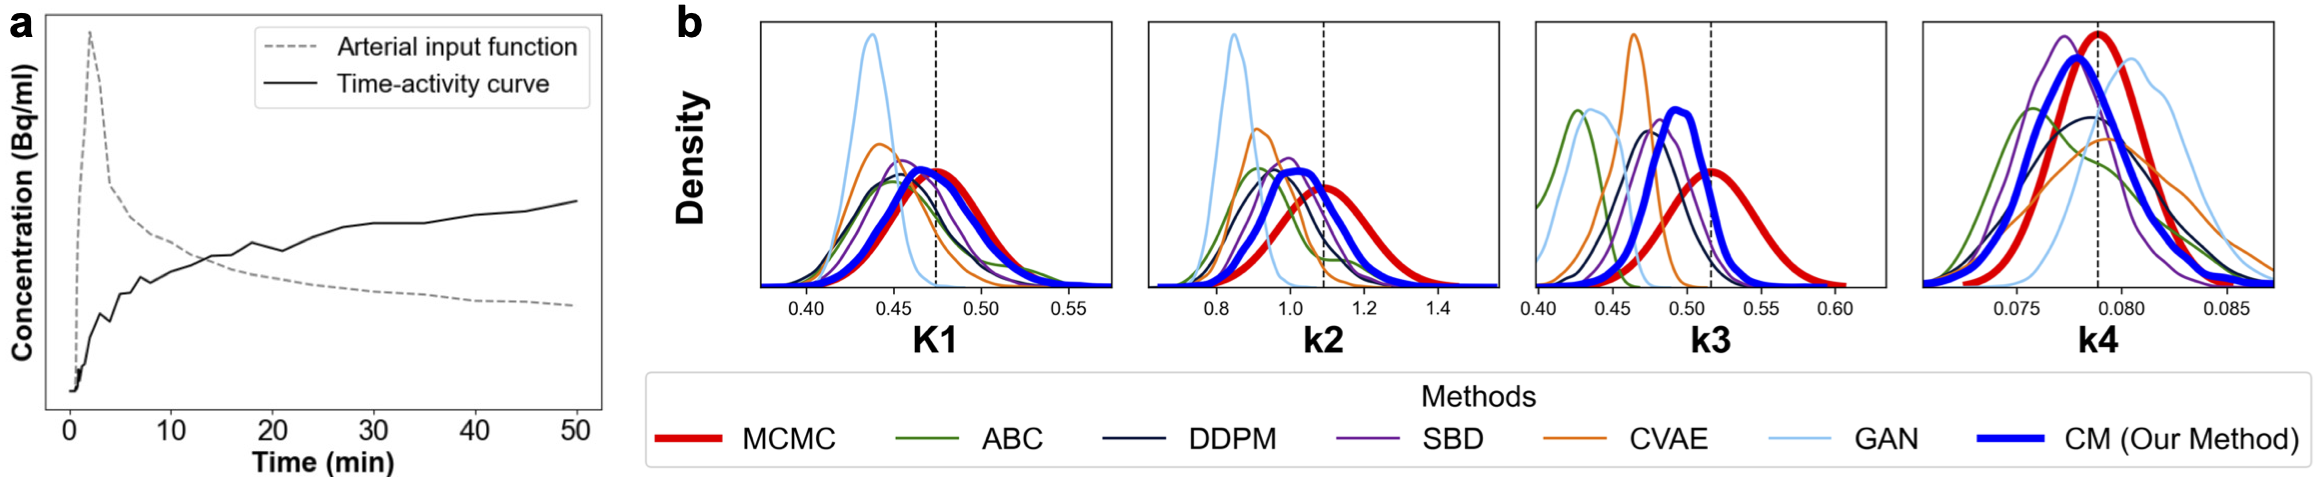 a
Concentration (Bq/ml)
Arterial input function
Time-activity curve
0 10 20 30 40 50
Time (min)
b
Density
0.40 0.45 0.50 0.55
K1
0.8 1.0 1.2 1.4
k2
0.40 0.45 0.50 0.55 0.60
k3
0.075 0.080 0.085
k4
Methods
MCMC ABC DDPM SBD CVAE GAN CM (Our Method)